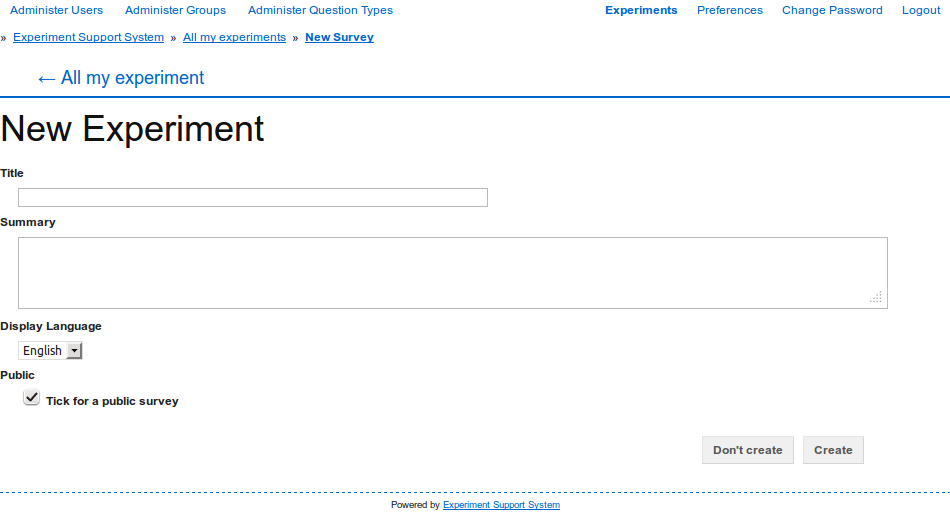 Administer Users Administer Groups Administer Question Types Experiments Preferences Change Password Logout
» Experiment Support System » All my experiments » New Survey
← All my experiment
New Experiment
Title
Summary
Display Language
English
Public
Tick for a public survey
Don't create Create
Powered by Experiment Support System